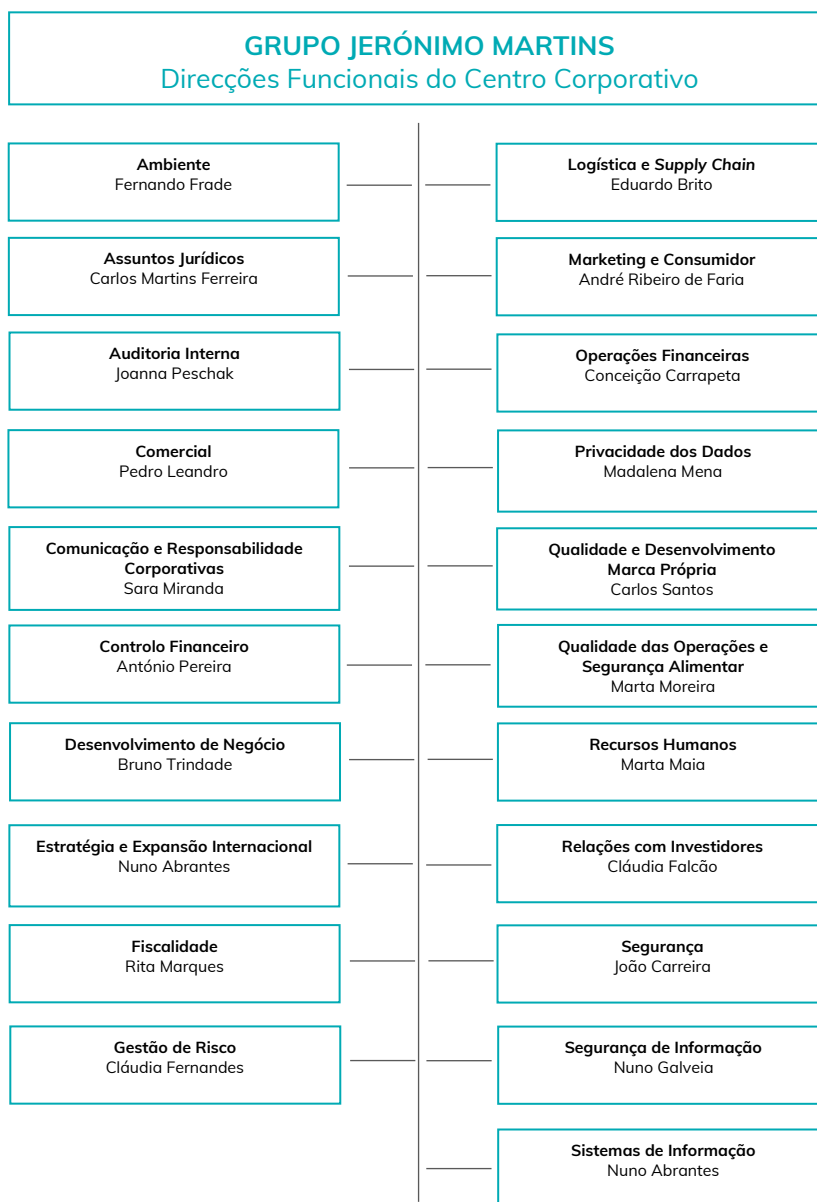 GRUPO JERÓNIMO MARTINS
Direcções Funcionais do Centro Corporativo
Ambiente
Fernando Frade
Assuntos Jurídicos
Carlos Martins Ferreira
Auditoria Interna
Joanna Peschak
Comercial
Pedro Leandro
Comunicação e Responsabilidade
Corporativas
Sara Miranda
Controlo Financeiro
António Pereira
Desenvolvimento de Negócio
Bruno Trindade
Estratégia e Expansão Internacional
Nuno Abrantes
Fiscalidade
Rita Marques
Gestão de Risco
Cláudia Fernandes
Logística e Supply Chain
Eduardo Brito
Marketing e Consumidor
André Ribeiro de Faria
Operações Financeiras
Conceição Carrapeta
Privacidade dos Dados
Madalena Mena
Qualidade e Desenvolvimento
Marca Própria
Carlos Santos
Qualidade das Operações e
Segurança Alimentar
Marta Moreira
Recursos Humanos
Marta Maia
Relações com Investidores
Cláudia Falcão
Segurança
João Carreira
Segurança de Informação
Nuno Galveia
Sistemas de Informação
Nuno Abrantes